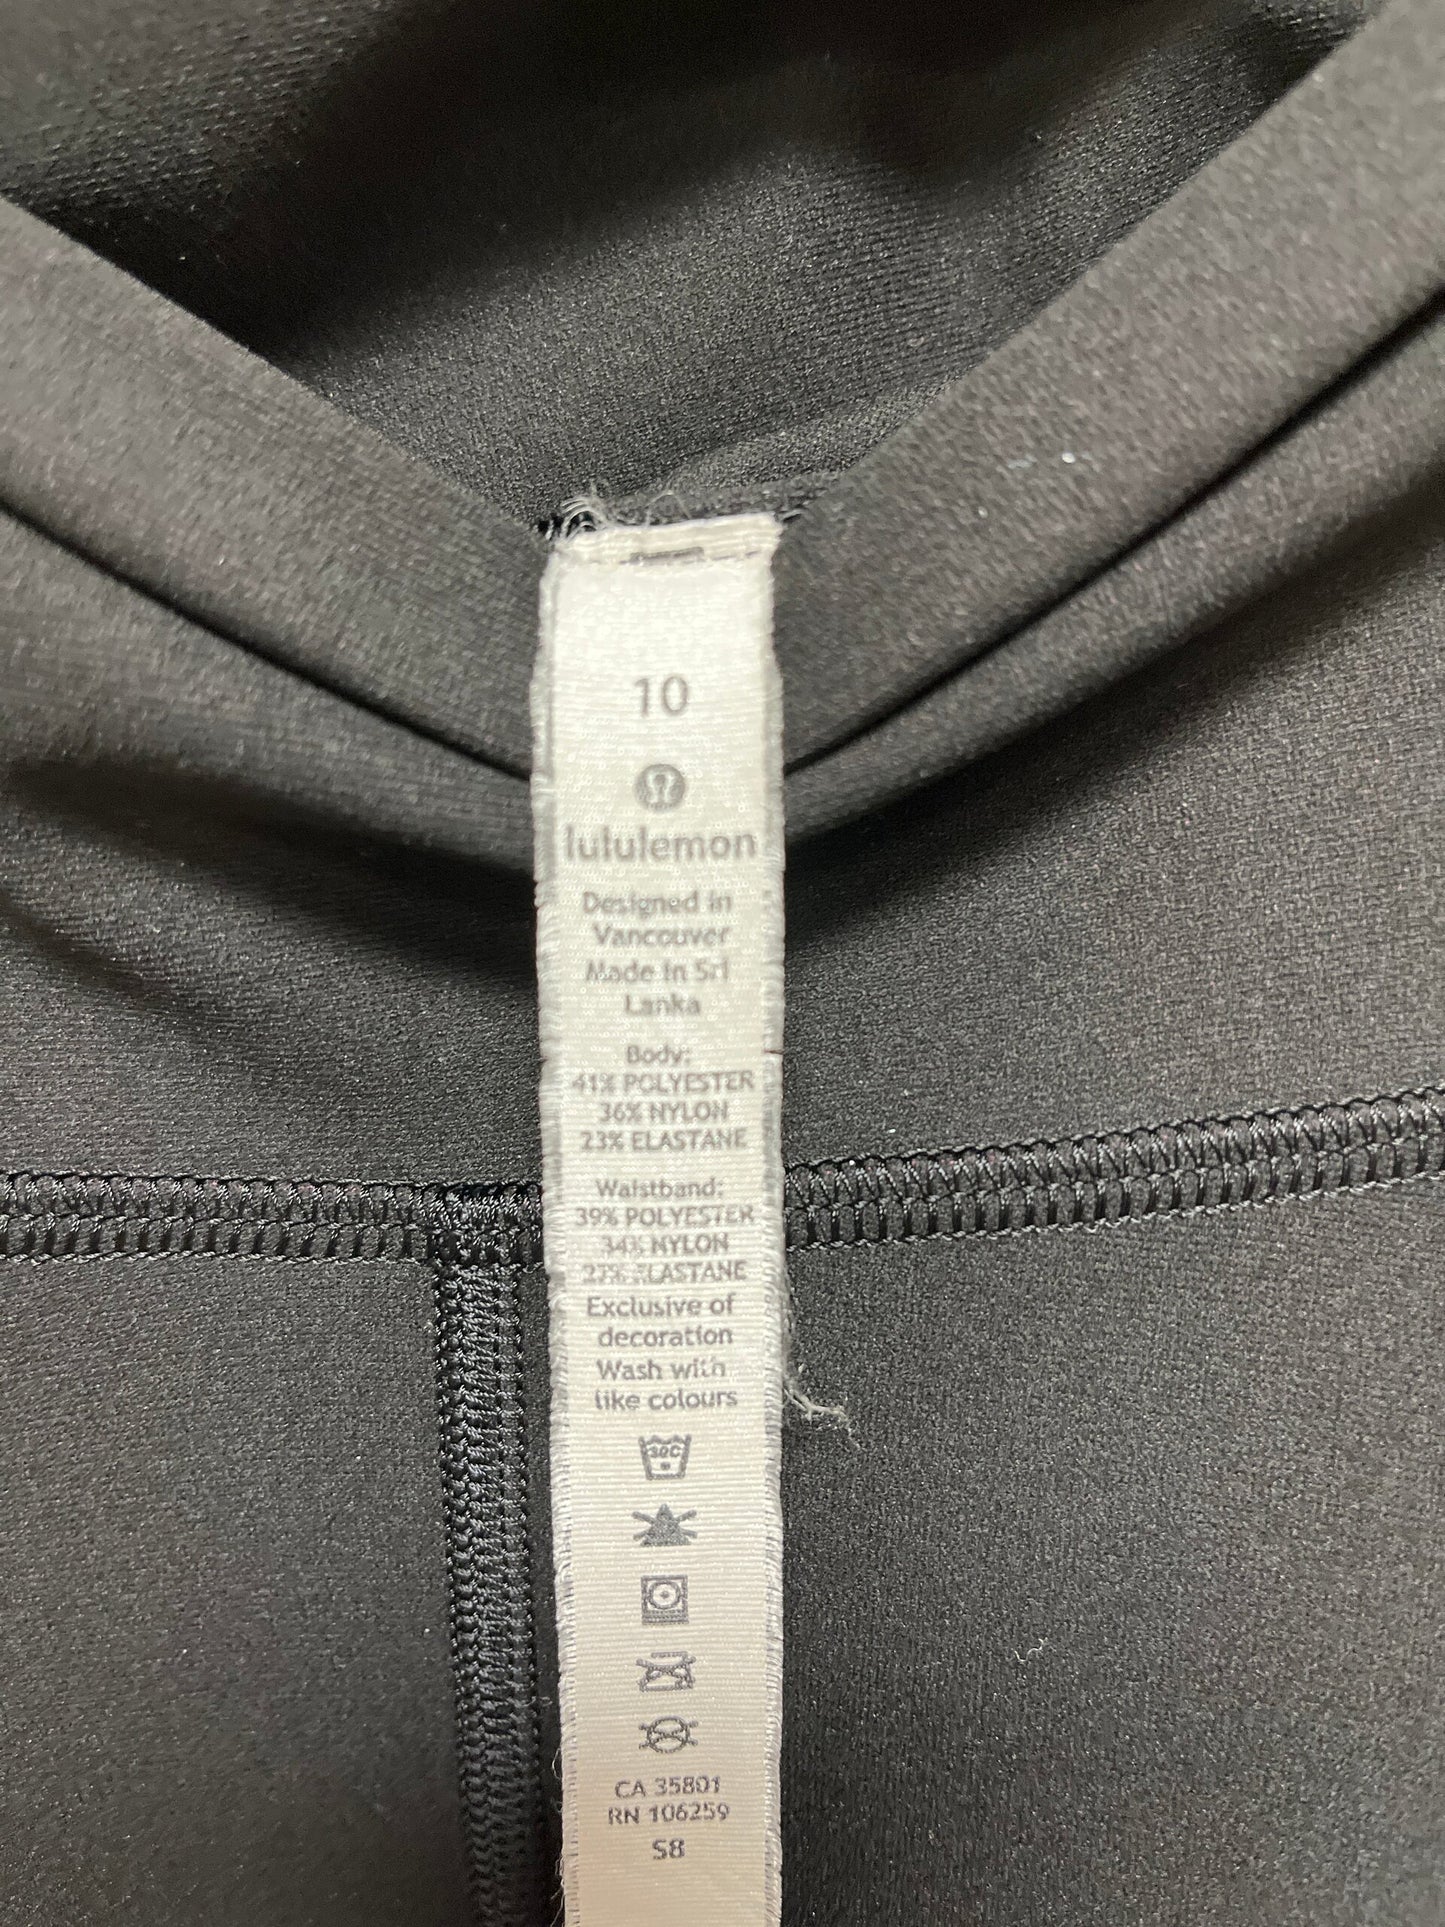 10
lululemon
Designed in
Vancouver
Made in Sri
Lanka
Body:
41% POLYESTER
36% NYLON
23% ELASTANE
Waistband:
39% POLYESTER
34% NYLON
27% ELASTANE
Exclusive of
decoration
Wash with
like colours
30C
CA 35801
RN 106259
S8